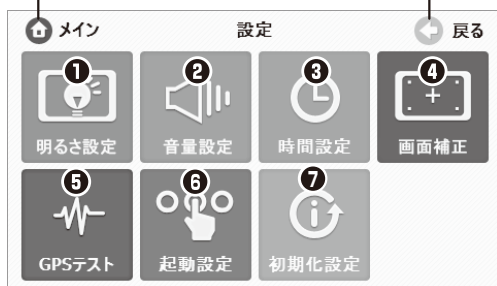 メイン 設定 戻る
❶ ❷ ❸ ❹
明るさ設定 音量設定 時間設定 画面補正
❺ ❻ ❼
GPSテスト 起動設定 初期化設定